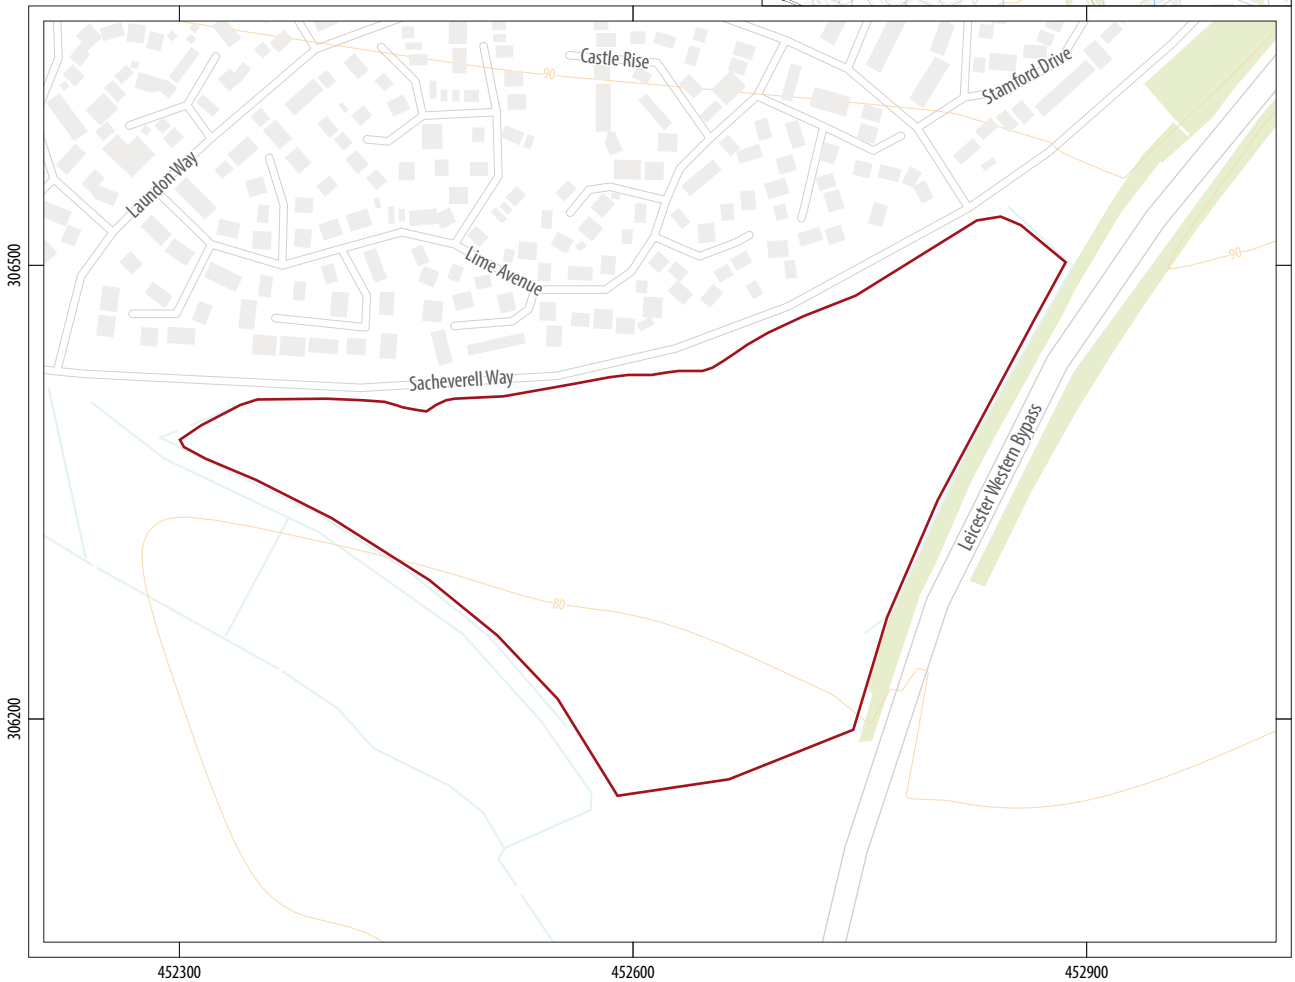 Castle Rise
90
Stamford Drive
Laundon Way
306500
Lime Avenue
90
Sacheverell Way
Leicester Western Bypass
80
306200
452300
452600
452900